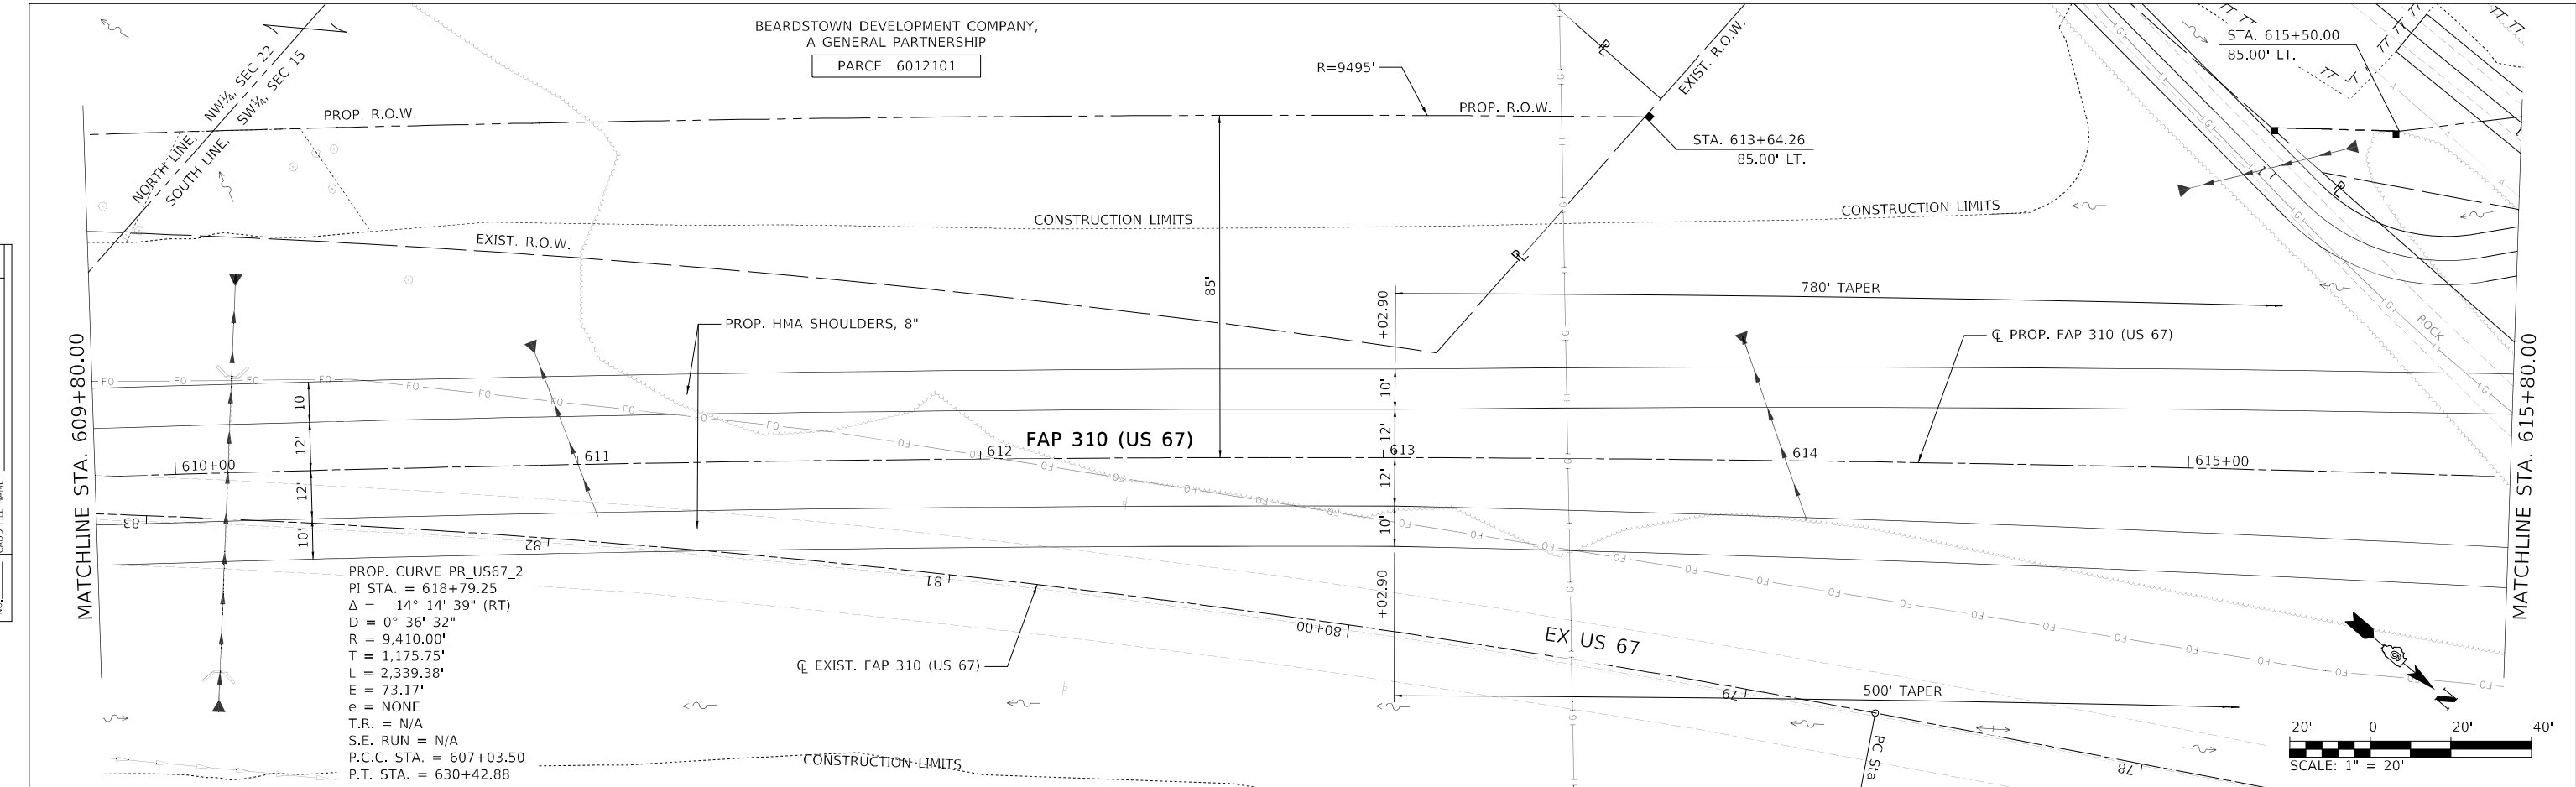 BEARDSTOWN DEVELOPMENT COMPANY,
A GENERAL PARTNERSHIP
PARCEL 6012101
NORTH LINE, NW¼, SEC 22
SOUTH LINE, SW¼, SEC 15
PROP. R.O.W.
R=9495'
PROP. R.O.W.
EXIST. R.O.W.
STA. 613+64.26
85.00' LT.
STA. 615+50.00
85.00' LT.
CONSTRUCTION LIMITS
CONSTRUCTION LIMITS
EXIST. R.O.W.
85'
+02.90
780' TAPER
PROP. HMA SHOULDERS, 8"
℄ PROP. FAP 310 (US 67)
ROCK
MATCHLINE STA. 609+80.00
MATCHLINE STA. 615+80.00
10'
12'
12'
10'
10'
12'
12'
10'
FAP 310 (US 67)
610+00
611
612
613
614
615+00
83
82
81
80+00
79
78
PROP. CURVE PR_US67_2
PI STA. = 618+79.25
Δ = 14° 14' 39" (RT)
D = 0° 36' 32"
R = 9,410.00'
T = 1,175.75'
L = 2,339.38'
E = 73.17'
e = NONE
T.R. = N/A
S.E. RUN = N/A
P.C.C. STA. = 607+03.50
P.T. STA. = 630+42.88
℄ EXIST. FAP 310 (US 67)
+02.90
EX US 67
500' TAPER
PC Sta
CONSTRUCTION LIMITS
N
20' 0 20' 40'
SCALE: 1" = 20'